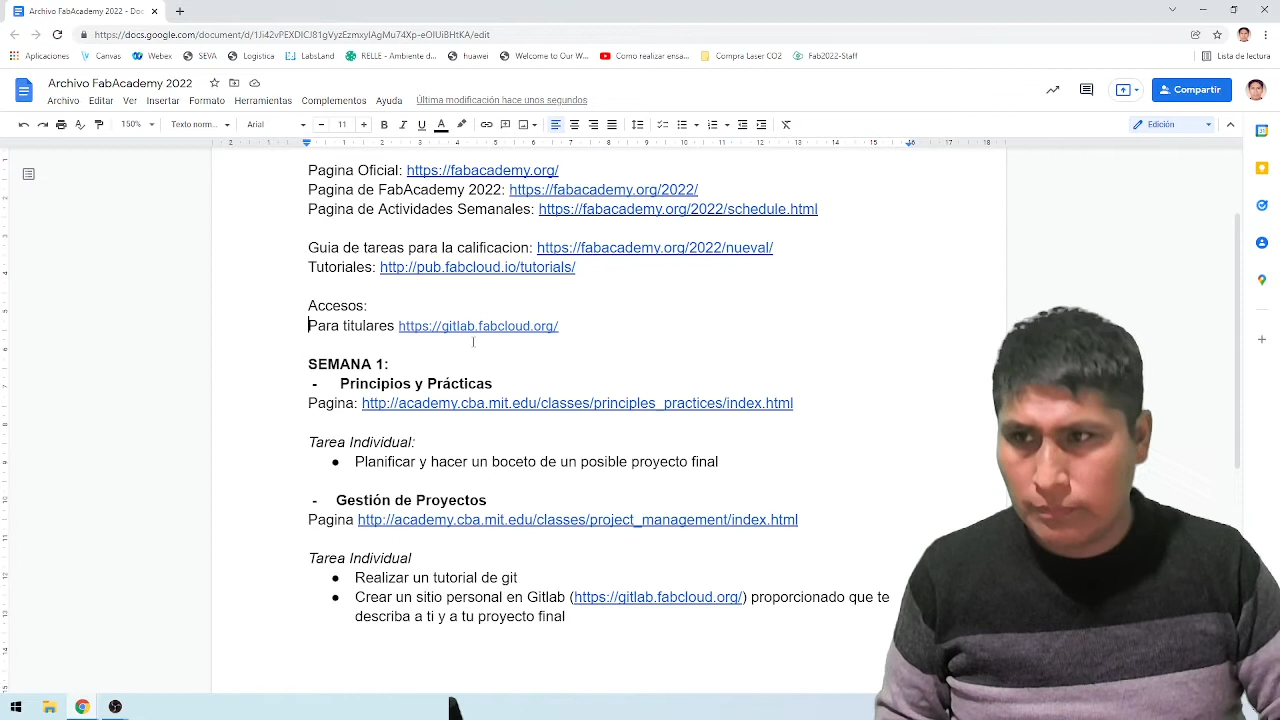 Archivo FabAcademy 2022 - Doc
https://docs.google.com/document/d/1Ji42vPEXDICJ81gVyzEzmxyIAgMu74Xp-eOIUi8HtKA/edit
Aplicaciones Canvas Webex SEVA Logistica LabsLand RELLE - Ambiente d... huawei Welcome to Our W... Como realizar ensa... Compra Laser CO2 Fab2022-Staff Lista de lectura
Archivo FabAcademy 2022
Archivo Editar Ver Insertar Formato Herramientas Complementos Ayuda Última modificación hace unos segundos
Compartir
150% Texto norm... Arial 11 Edición
Pagina Oficial: https://fabacademy.org/
Pagina de FabAcademy 2022: https://fabacademy.org/2022/
Pagina de Actividades Semanales: https://fabacademy.org/2022/schedule.html
Guia de tareas para la calificacion: https://fabacademy.org/2022/nueval/
Tutoriales: http://pub.fabcloud.io/tutorials/
Accesos:
Para titulares https://gitlab.fabcloud.org/
SEMANA 1:
- Principios y Prácticas
Pagina: http://academy.cba.mit.edu/classes/principles_practices/index.html
Tarea Individual:
● Planificar y hacer un boceto de un posible proyecto final
- Gestión de Proyectos
Pagina http://academy.cba.mit.edu/classes/project_management/index.html
Tarea Individual
● Realizar un tutorial de git
● Crear un sitio personal en Gitlab (https://gitlab.fabcloud.org/) proporcionado que te
describa a ti y a tu proyecto final